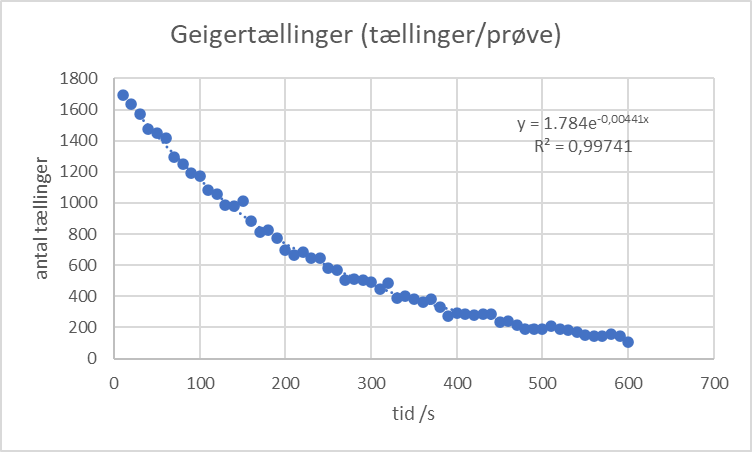 Geigertællinger (tællinger/prøve)
1800
1600
1400
1200
1000
800
600
400
200
0
antal tællinger
y = 1.784e^-0,00441x
R² = 0,99741
0 100 200 300 400 500 600 700
tid /s